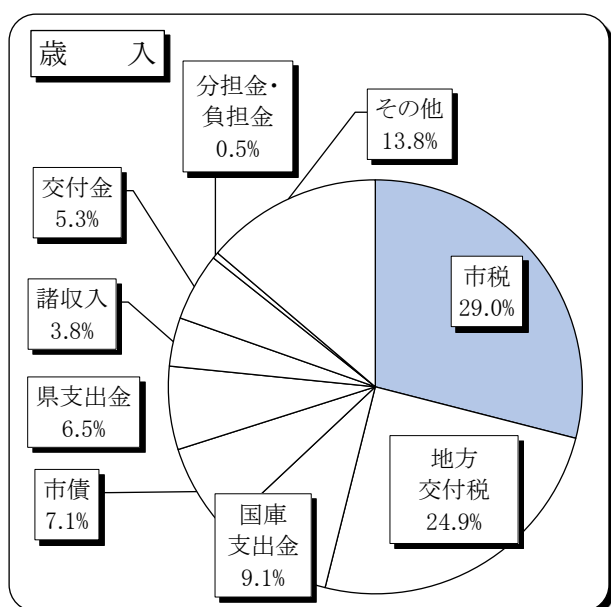 歳　入
分担金・
負担金
0.5%
その他
13.8%
交付金
5.3%
市税
29.0%
諸収入
3.8%
県支出金
6.5%
地方
交付税
24.9%
市債
7.1%
国庫
支出金
9.1%